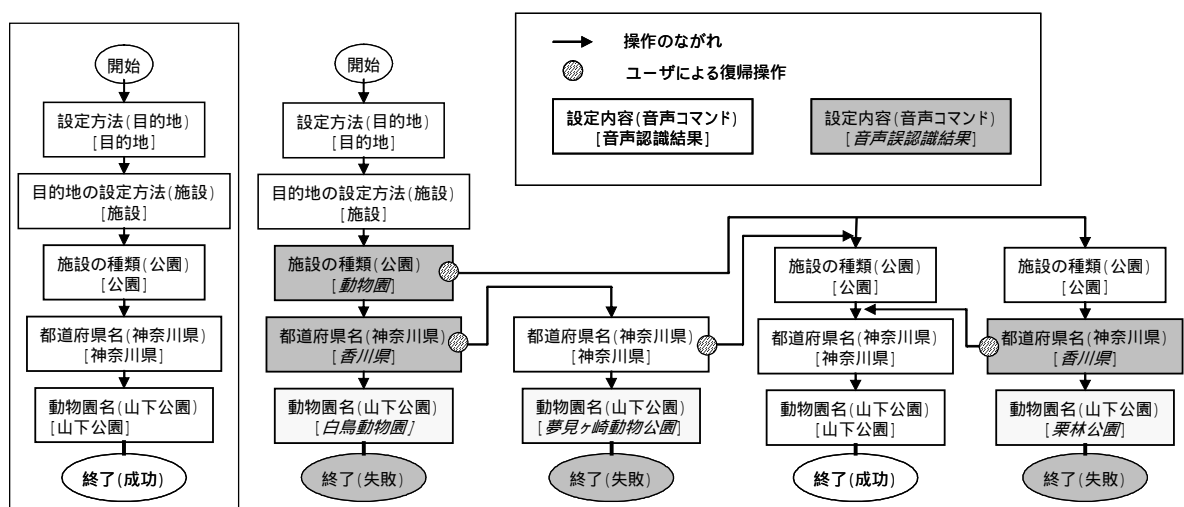 操作のながれ
ユーザによる復帰操作
設定内容(音声コマンド)
[音声認識結果]
設定内容(音声コマンド)
[音声誤認識結果]
開始
設定方法(目的地)
[目的地]
目的地の設定方法(施設)
[施設]
施設の種類(公園)
[公園]
都道府県名(神奈川県)
[神奈川県]
動物園名(山下公園)
[山下公園]
終了(成功)
開始
設定方法(目的地)
[目的地]
目的地の設定方法(施設)
[施設]
施設の種類(公園)
[動物園]
都道府県名(神奈川県)
[香川県]
動物園名(山下公園)
[白鳥動物園]
終了(失敗)
都道府県名(神奈川県)
[神奈川県]
動物園名(山下公園)
[夢見ヶ崎動物公園]
終了(失敗)
施設の種類(公園)
[公園]
都道府県名(神奈川県)
[神奈川県]
動物園名(山下公園)
[山下公園]
終了(成功)
施設の種類(公園)
[公園]
都道府県名(神奈川県)
[香川県]
動物園名(山下公園)
[栗林公園]
終了(失敗)